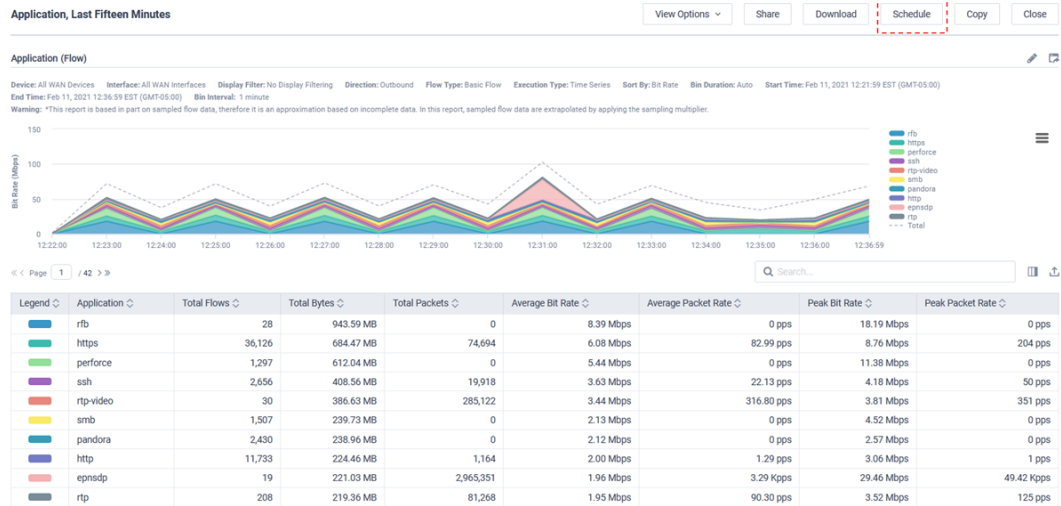 Application, Last Fifteen Minutes
View Options Share Download Schedule Copy Close
Application (Flow)
Device: All WAN Devices Interface: All WAN Interfaces Display Filter: No Display Filtering Direction: Outbound Flow Type: Basic Flow Execution Type: Time Series Sort By: Bit Rate Bin Duration: Auto Start Time: Feb 11, 2021 12:21:59 EST (GMT-05:00)
End Time: Feb 11, 2021 12:36:59 EST (GMT-05:00) Bin Interval: 1 minute
Warning: *This report is based in part on sampled flow data, therefore it is an approximation based on incomplete data. In this report, sampled flow data are extrapolated by applying the sampling multiplier.
Bit Rate (Mbps)
150
100
50
0
12:22:00 12:23:00 12:24:00 12:25:00 12:26:00 12:27:00 12:28:00 12:29:00 12:30:00 12:31:00 12:32:00 12:33:00 12:34:00 12:35:00 12:36:00 12:36:59
rfb
https
perforce
ssh
rtp-video
smb
pandora
http
epnsdp
rtp
Total
Page 1 / 42
Search...
Legend Application Total Flows Total Bytes Total Packets Average Bit Rate Average Packet Rate Peak Bit Rate Peak Packet Rate
rfb 28 943.59 MB 0 8.39 Mbps 0 pps 18.19 Mbps 0 pps
https 36,126 684.47 MB 74,694 6.08 Mbps 82.99 pps 8.76 Mbps 204 pps
perforce 1,297 612.04 MB 0 5.44 Mbps 0 pps 11.38 Mbps 0 pps
ssh 2,656 408.56 MB 19,918 3.63 Mbps 22.13 pps 4.18 Mbps 50 pps
rtp-video 30 386.63 MB 285,122 3.44 Mbps 316.80 pps 3.81 Mbps 351 pps
smb 1,507 239.73 MB 0 2.13 Mbps 0 pps 4.52 Mbps 0 pps
pandora 2,430 238.96 MB 0 2.12 Mbps 0 pps 2.57 Mbps 0 pps
http 11,733 224.46 MB 1,164 2.00 Mbps 1.29 pps 3.06 Mbps 1 pps
epnsdp 19 221.03 MB 2,965,351 1.96 Mbps 3.29 Kpps 29.46 Mbps 49.42 Kpps
rtp 208 219.36 MB 81,268 1.95 Mbps 90.30 pps 3.52 Mbps 125 pps